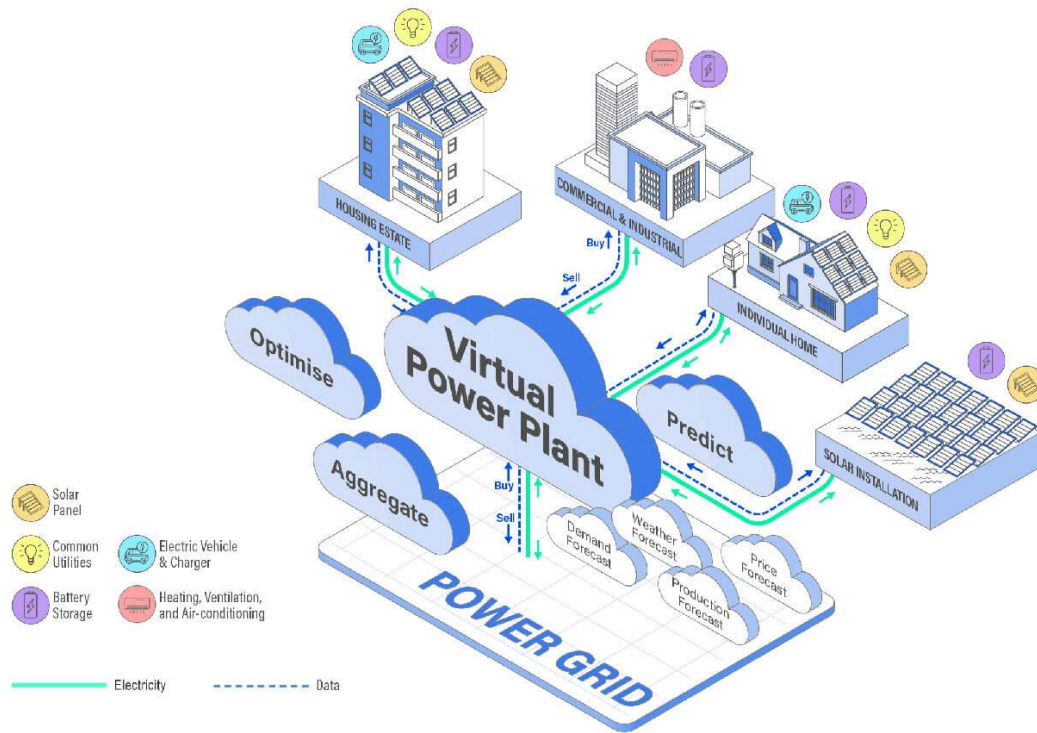 HOUSING ESTATE
COMMERCIAL & INDUSTRIAL
Buy
Sell
INDIVIDUAL HOME
SOLAR INSTALLATION
Optimise
Virtual
Power Plant
Predict
Aggregate
Buy
Sell
Demand
Forecast
Weather
Forecast
Price
Forecast
Production
Forecast
POWER GRID
Solar
Panel
Common
Utilities
Electric Vehicle
& Charger
Battery
Storage
Heating, Ventilation,
and Air-conditioning
Electricity
Data